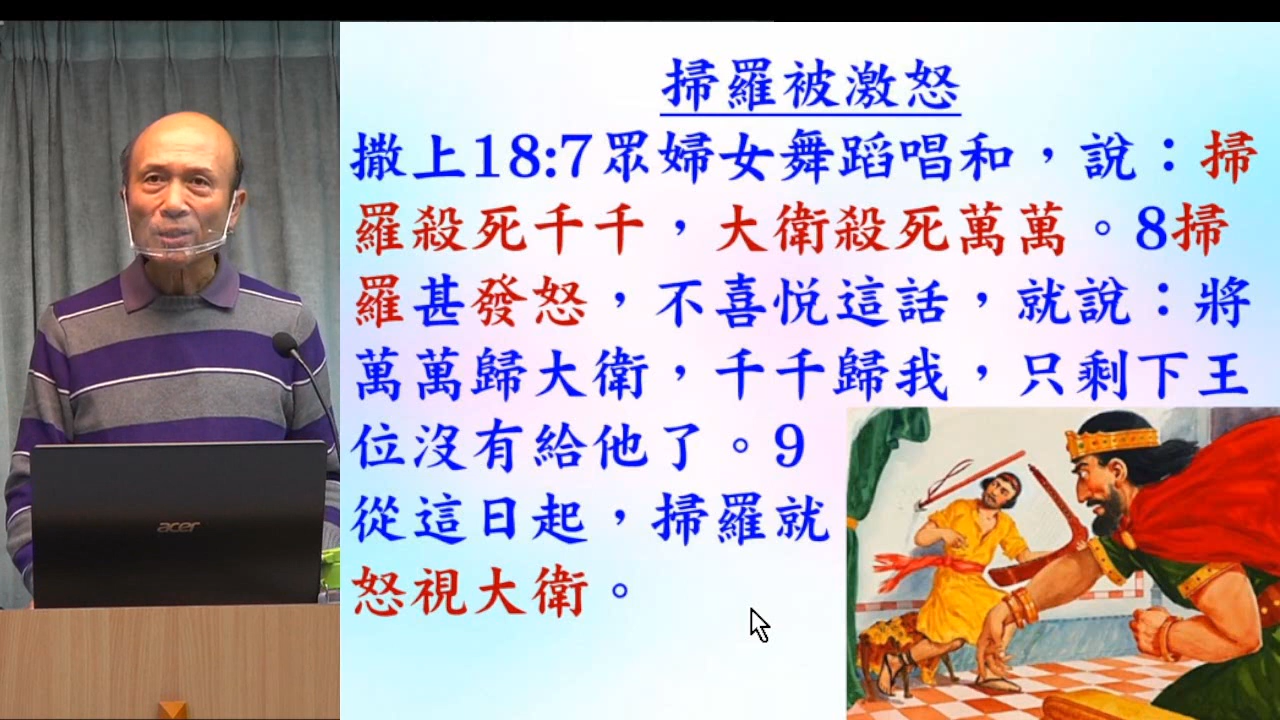 掃羅被激怒
撒上18:7眾婦女舞蹈唱和，說：掃
羅殺死千千，大衛殺死萬萬。8掃
羅甚發怒，不喜悅這話，就說：將
萬萬歸大衛，千千歸我，只剩下王
位沒有給他了。9
從這日起，掃羅就
怒視大衛。
acer